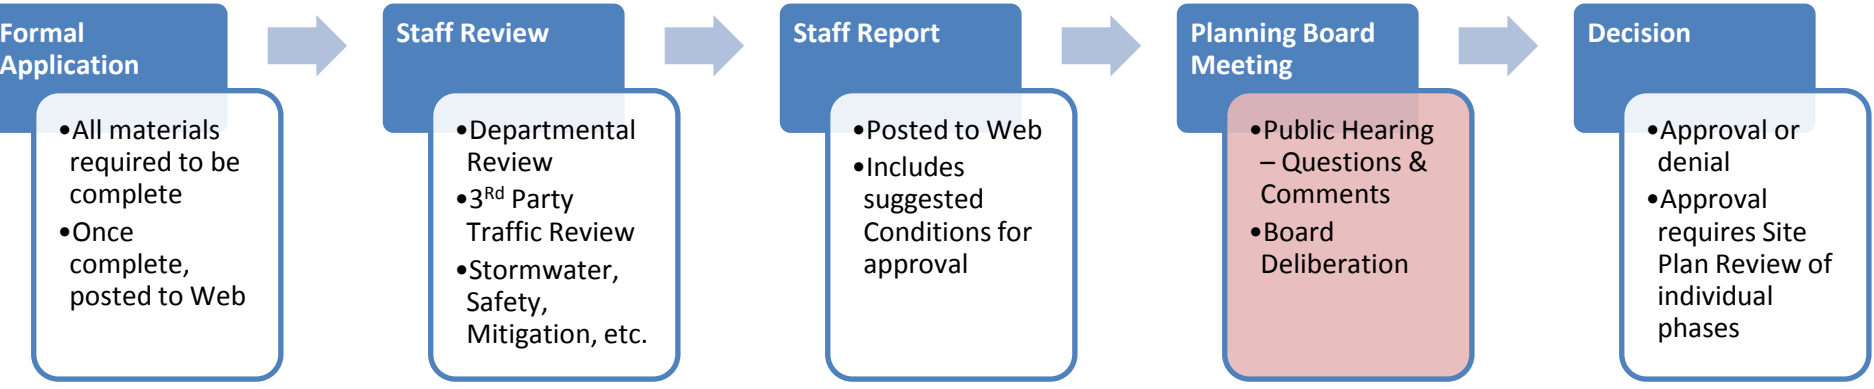 Formal
Application
•All materials
required to be
complete
•Once
complete,
posted to Web
Staff Review
•Departmental
Review
•3Rd Party
Traffic Review
•Stormwater,
Safety,
Mitigation, etc.
Staff Report
•Posted to Web
•Includes
suggested
Conditions for
approval
Planning Board
Meeting
•Public Hearing
– Questions &
Comments
•Board
Deliberation
Decision
•Approval or
denial
•Approval
requires Site
Plan Review of
individual
phases